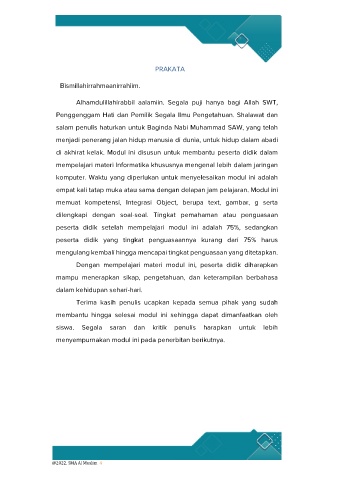 PRAKATA
Bismillahirrahmaanirrahiim.
Alhamdulillahirabbil aalamiin. Segala puji hanya bagi Allah SWT,
Penggenggam Hati dan Pemilik Segala Ilmu Pengetahuan. Shalawat dan
salam penulis haturkan untuk Baginda Nabi Muhammad SAW, yang telah
menjadi penerang jalan hidup manusia di dunia, untuk hidup dalam abadi
di akhirat kelak. Modul ini disusun untuk membantu peserta didik dalam
mempelajari materi Informatika khususnya mengenal lebih dalam jaringan
komputer. Waktu yang diperlukan untuk menyelesaikan modul ini adalah
empat kali tatap muka atau sama dengan delapan jam pelajaran. Modul ini
memuat kompetensi, Integrasi Object, berupa text, gambar, g serta
dilengkapi dengan soal-soal. Tingkat pemahaman atau penguasaan
peserta didik setelah mempelajari modul ini adalah 75%, sedangkan
peserta didik yang tingkat penguasaannya kurang dari 75% harus
mengulang kembali hingga mencapai tingkat penguasaan yang ditetapkan.
Dengan mempelajari materi modul ini, peserta didik diharapkan
mampu menerapkan sikap, pengetahuan, dan keterampilan berbahasa
dalam kehidupan sehari-hari.
Terima kasih penulis ucapkan kepada semua pihak yang sudah
membantu hingga selesai modul ini sehingga dapat dimanfaatkan oleh
siswa. Segala saran dan kritik penulis harapkan untuk lebih
menyempurnakan modul ini pada penerbitan berikutnya.
@2022, SMA Al Muslim i